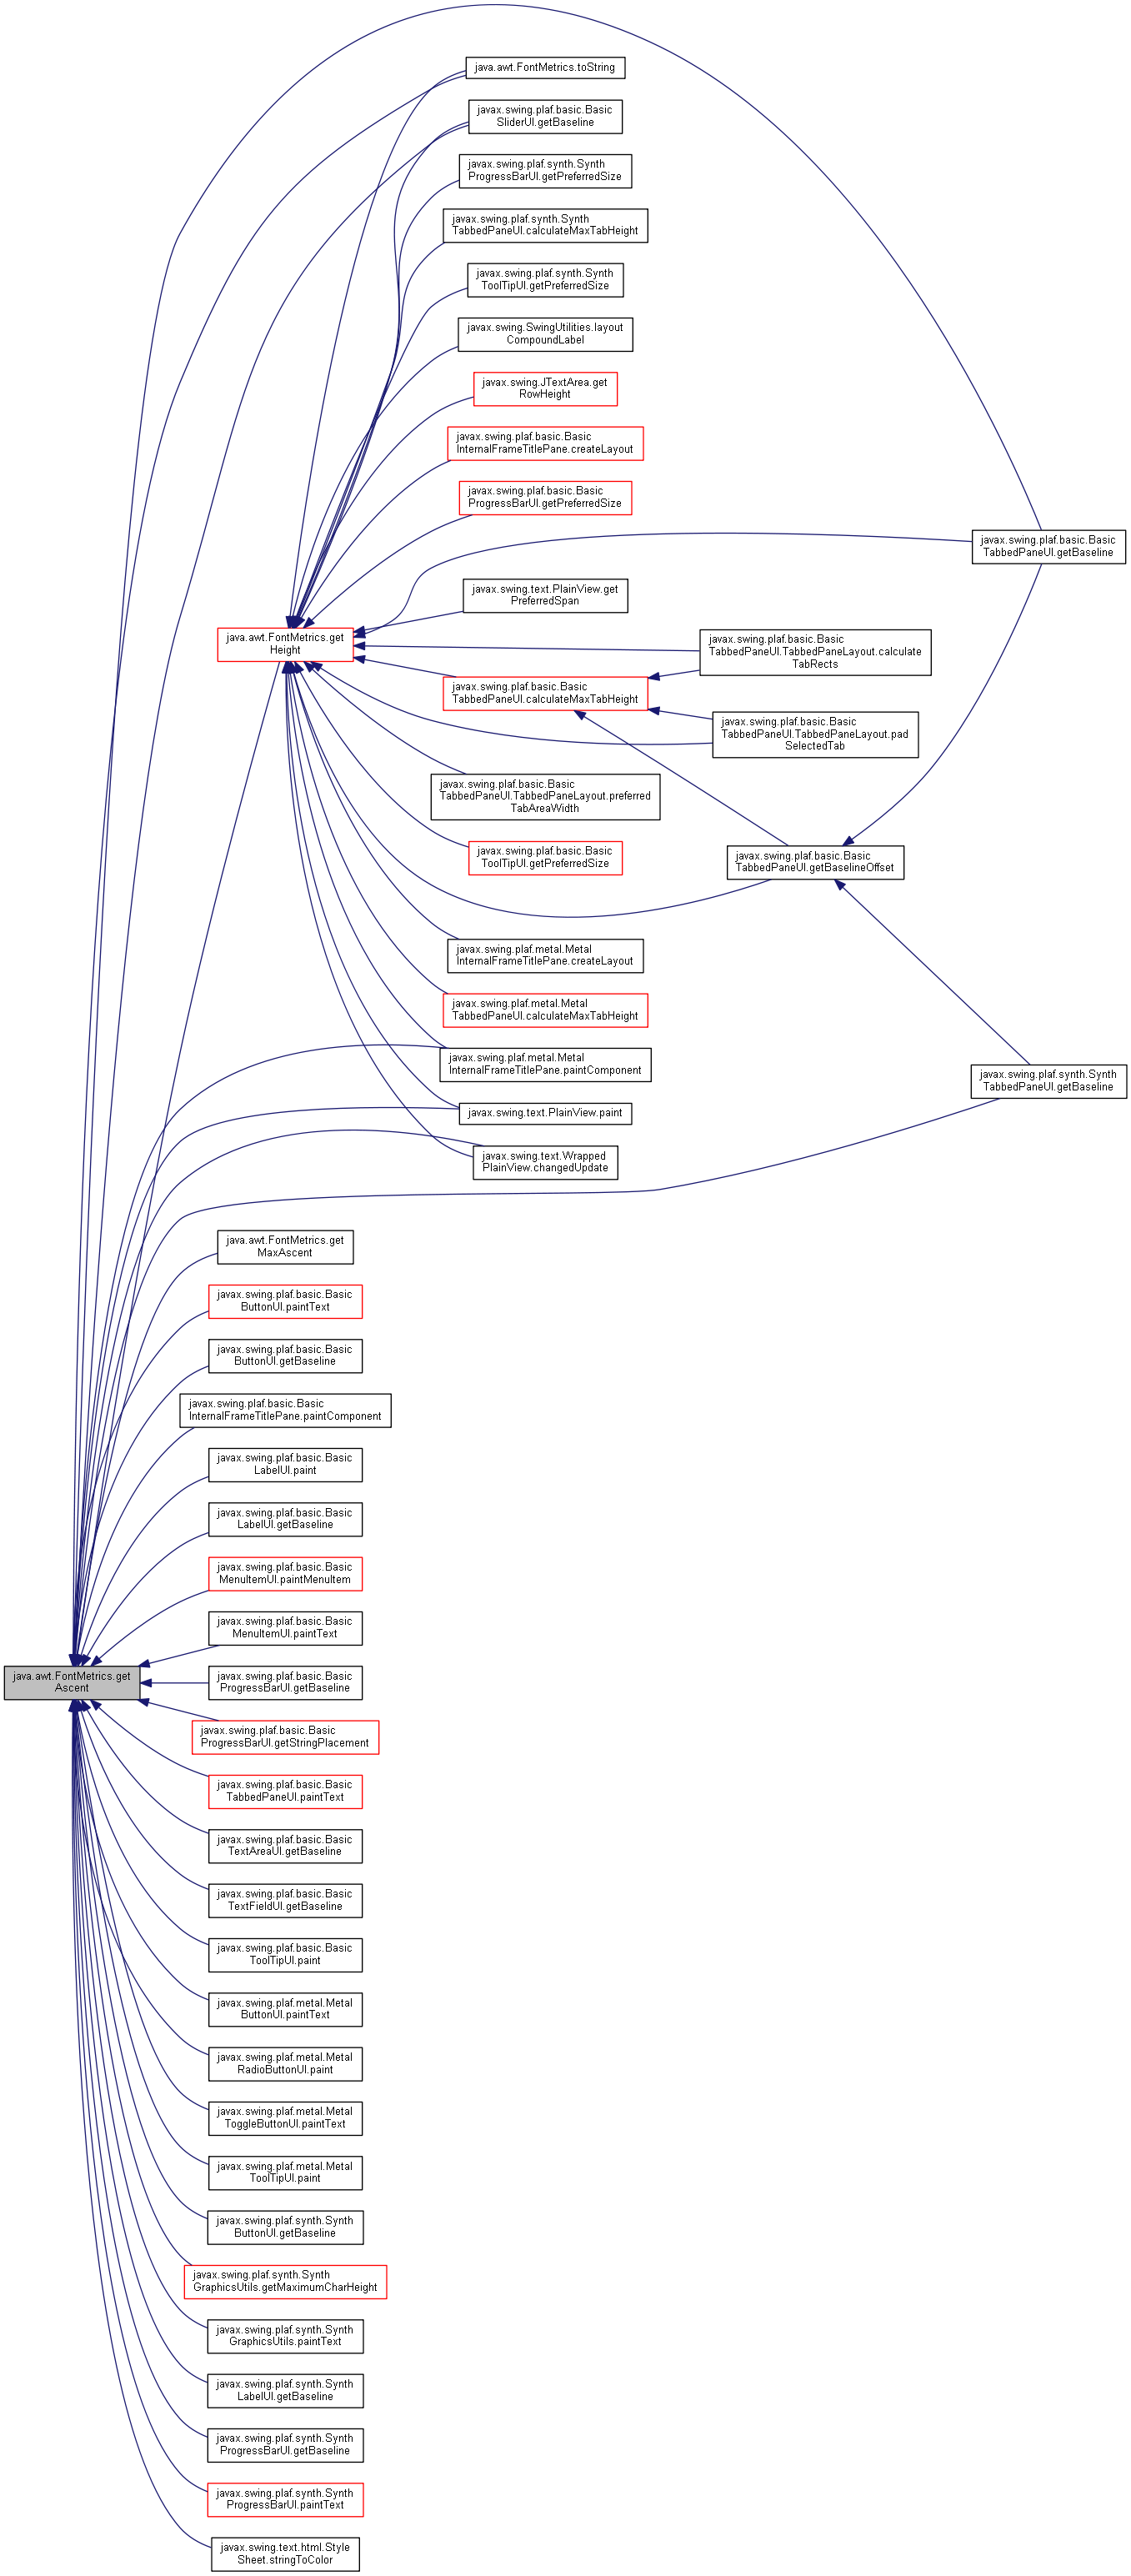 java.awt.FontMetrics.toString
javax.swing.plaf.basic.Basic
SliderUI.getBaseline
javax.swing.plaf.synth.Synth
ProgressBarUI.getPreferredSize
javax.swing.plaf.synth.Synth
TabbedPaneUI.calculateMaxTabHeight
javax.swing.plaf.synth.Synth
ToolTipUI.getPreferredSize
javax.swing.SwingUtilities.layout
CompoundLabel
javax.swing.JTextArea.get
RowHeight
javax.swing.plaf.basic.Basic
InternalFrameTitlePane.createLayout
javax.swing.plaf.basic.Basic
ProgressBarUI.getPreferredSize
javax.swing.plaf.basic.Basic
TabbedPaneUI.getBaseline
javax.swing.text.PlainView.get
PreferredSpan
java.awt.FontMetrics.get
Height
javax.swing.plaf.basic.Basic
TabbedPaneUI.TabbedPaneLayout.calculate
TabRects
javax.swing.plaf.basic.Basic
TabbedPaneUI.calculateMaxTabHeight
javax.swing.plaf.basic.Basic
TabbedPaneUI.TabbedPaneLayout.pad
SelectedTab
javax.swing.plaf.basic.Basic
TabbedPaneUI.TabbedPaneLayout.preferred
TabAreaWidth
javax.swing.plaf.basic.Basic
ToolTipUI.getPreferredSize
javax.swing.plaf.basic.Basic
TabbedPaneUI.getBaselineOffset
javax.swing.plaf.metal.Metal
InternalFrameTitlePane.createLayout
javax.swing.plaf.metal.Metal
TabbedPaneUI.calculateMaxTabHeight
javax.swing.plaf.metal.Metal
InternalFrameTitlePane.paintComponent
javax.swing.plaf.synth.Synth
TabbedPaneUI.getBaseline
javax.swing.text.PlainView.paint
javax.swing.text.Wrapped
PlainView.changedUpdate
java.awt.FontMetrics.get
MaxAscent
javax.swing.plaf.basic.Basic
ButtonUI.paintText
javax.swing.plaf.basic.Basic
ButtonUI.getBaseline
javax.swing.plaf.basic.Basic
InternalFrameTitlePane.paintComponent
javax.swing.plaf.basic.Basic
LabelUI.paint
javax.swing.plaf.basic.Basic
LabelUI.getBaseline
javax.swing.plaf.basic.Basic
MenuItemUI.paintMenuItem
javax.swing.plaf.basic.Basic
MenuItemUI.paintText
java.awt.FontMetrics.get
Ascent
javax.swing.plaf.basic.Basic
ProgressBarUI.getBaseline
javax.swing.plaf.basic.Basic
ProgressBarUI.getStringPlacement
javax.swing.plaf.basic.Basic
TabbedPaneUI.paintText
javax.swing.plaf.basic.Basic
TextAreaUI.getBaseline
javax.swing.plaf.basic.Basic
TextFieldUI.getBaseline
javax.swing.plaf.basic.Basic
ToolTipUI.paint
javax.swing.plaf.metal.Metal
ButtonUI.paintText
javax.swing.plaf.metal.Metal
RadioButtonUI.paint
javax.swing.plaf.metal.Metal
ToggleButtonUI.paintText
javax.swing.plaf.metal.Metal
ToolTipUI.paint
javax.swing.plaf.synth.Synth
ButtonUI.getBaseline
javax.swing.plaf.synth.Synth
GraphicsUtils.getMaximumCharHeight
javax.swing.plaf.synth.Synth
GraphicsUtils.paintText
javax.swing.plaf.synth.Synth
LabelUI.getBaseline
javax.swing.plaf.synth.Synth
ProgressBarUI.getBaseline
javax.swing.plaf.synth.Synth
ProgressBarUI.paintText
javax.swing.text.html.Style
Sheet.stringToColor